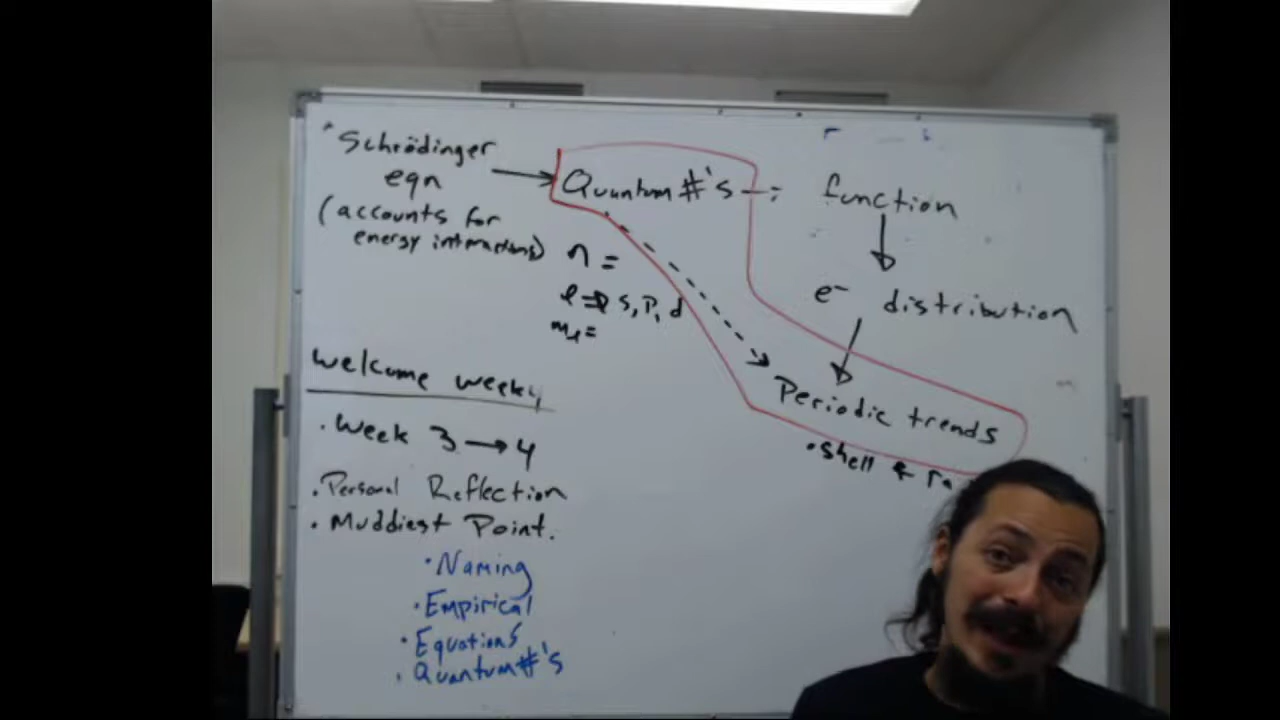 Schrödinger
eqn
(accounts for
energy interactions)
Quantum #'s
function
e⁻ distribution
Periodic trends
• Shell &
n =
l => s, p, d
mℓ =
Welcome weeky
• Week 3 → 4
• Personal Reflection
• Muddiest Point.
• Naming
• Empirical
• Equations
• Quantum #'s